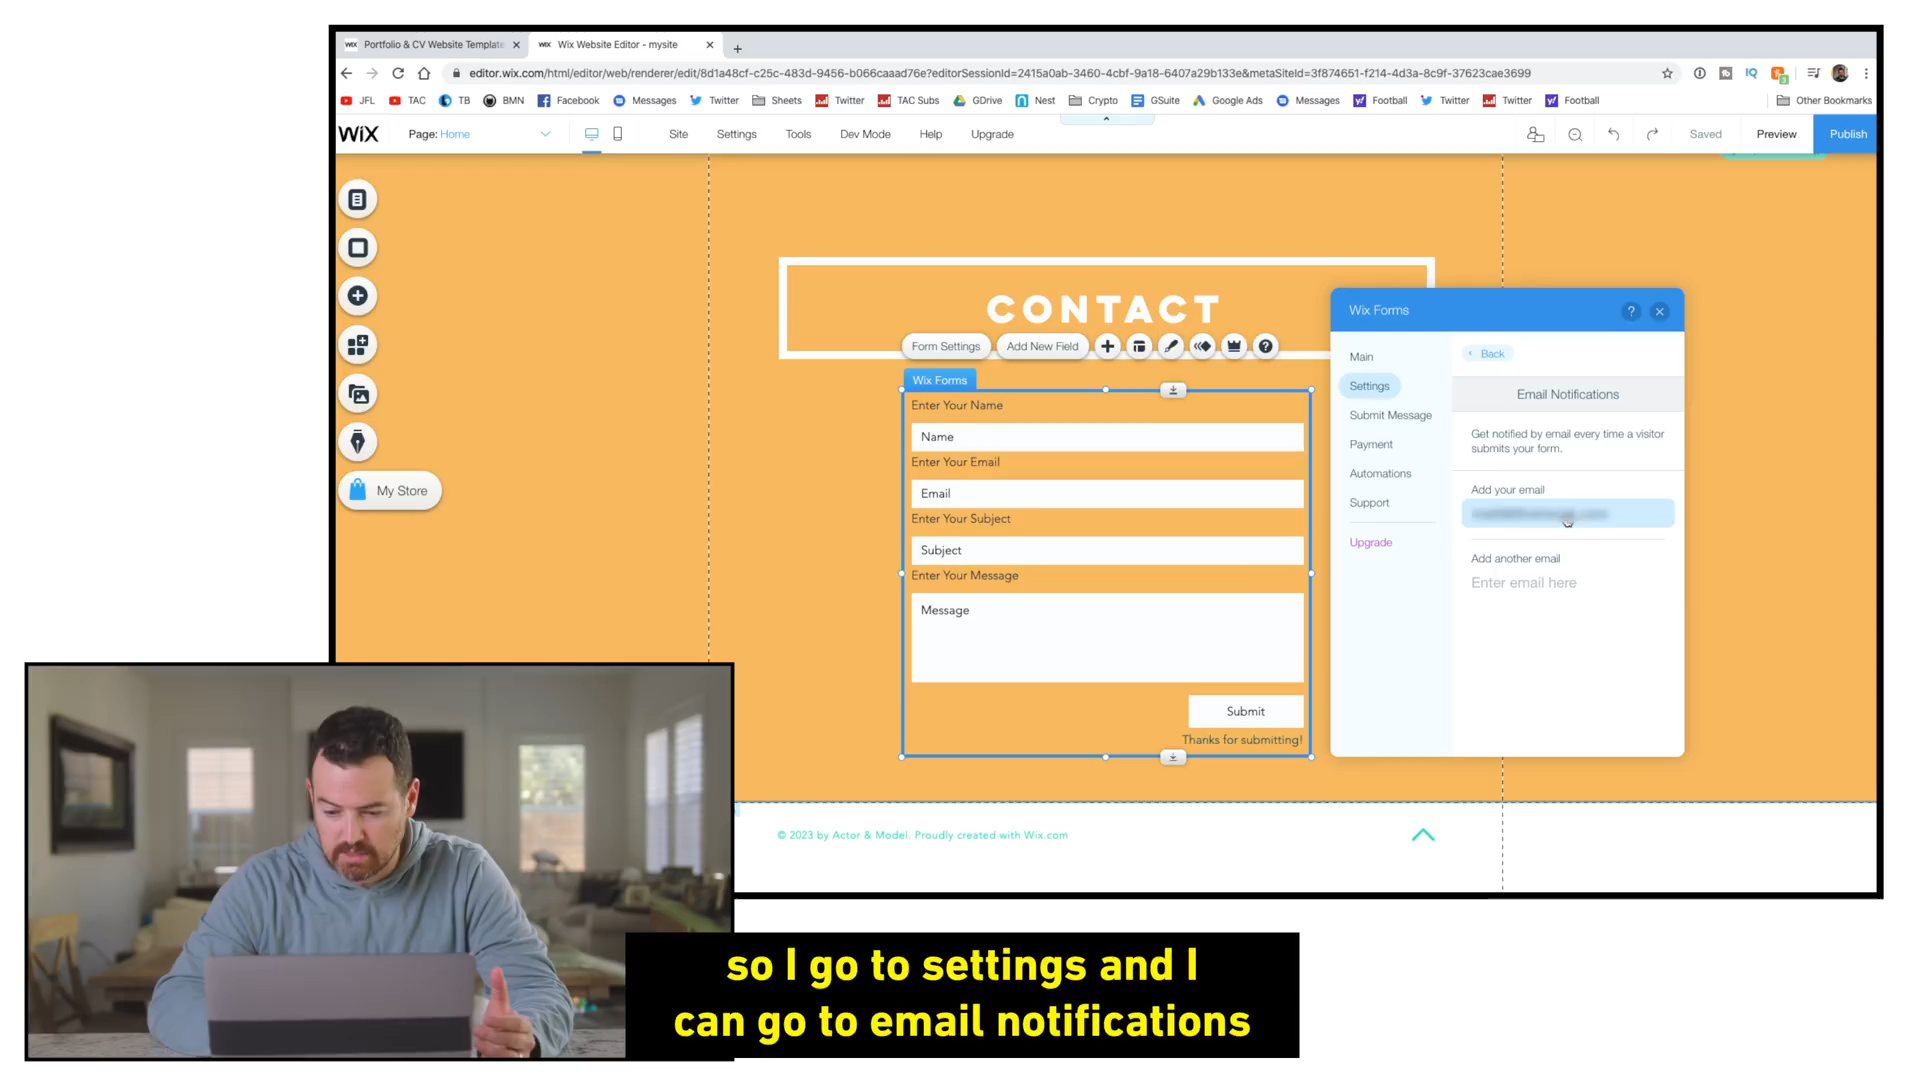 WiX Portfolio & CV Website Template
WiX Wix Website Editor - mysite
editor.wix.com/html/editor/web/renderer/edit/8d1a48cf-c25c-483d-9456-b066caaad76e?editorSessionId=2415a0ab-3460-4cbf-9a18-6407a29b133e&metaSiteId=3f874651-f214-4d3a-8c9f-37623cae3699
IQ
JFL TAC TB BMN Facebook Messages Twitter Sheets Twitter TAC Subs GDrive Nest Crypto GSuite Google Ads Messages Football Twitter Twitter Football Other Bookmarks
WiX Page: Home Site Settings Tools Dev Mode Help Upgrade Saved Preview Publish
My Store
CONTACT
Form Settings Add New Field
Wix Forms
Enter Your Name
Name
Enter Your Email
Email
Enter Your Subject
Subject
Enter Your Message
Message
Submit
Thanks for submitting!
Wix Forms
Main
Settings
Submit Message
Payment
Automations
Support
Upgrade
Back
Email Notifications
Get notified by email every time a visitor
submits your form.
Add your email
Add another email
Enter email here
© 2023 by Actor & Model. Proudly created with Wix.com
so I go to settings and I
can go to email notifications